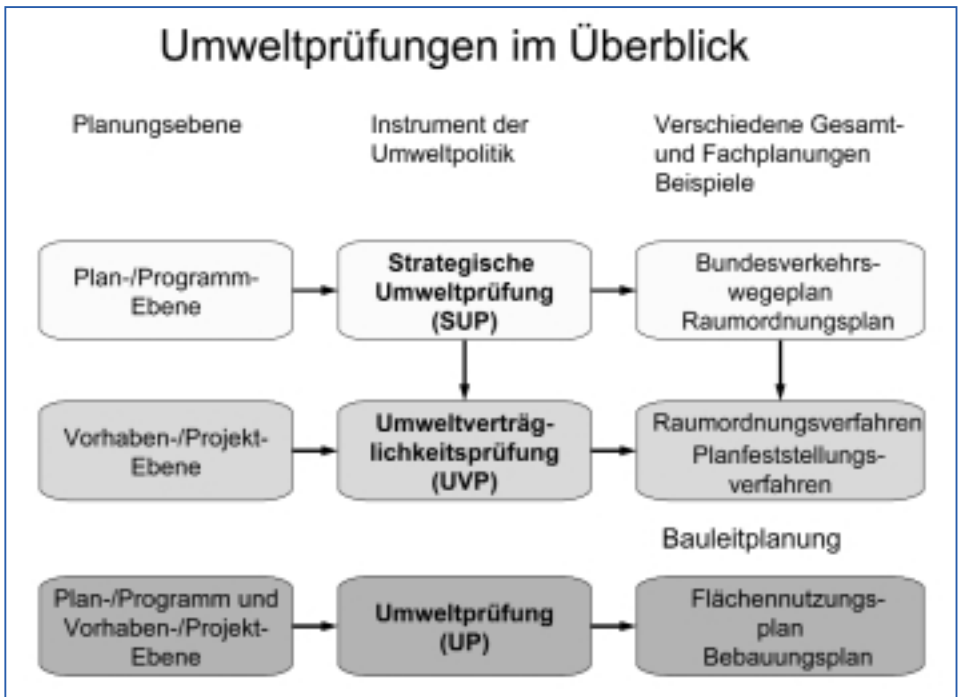 Umweltprüfungen im Überblick
Planungsebene
Instrument der
Umweltpolitik
Verschiedene Gesamt-
und Fachplanungen
Beispiele
Plan-/Programm-
Ebene
Strategische
Umweltprüfung
(SUP)
Bundesverkehrs-
wegeplan
Raumordnungsplan
Vorhaben-/Projekt-
Ebene
Umweltverträg-
lichkeitsprüfung
(UVP)
Raumordnungsverfahren
Planfeststellungs-
verfahren
Bauleitplanung
Plan-/Programm und
Vorhaben-/Projekt-
Ebene
Umweltprüfung
(UP)
Flächennutzungs-
plan
Bebauungsplan